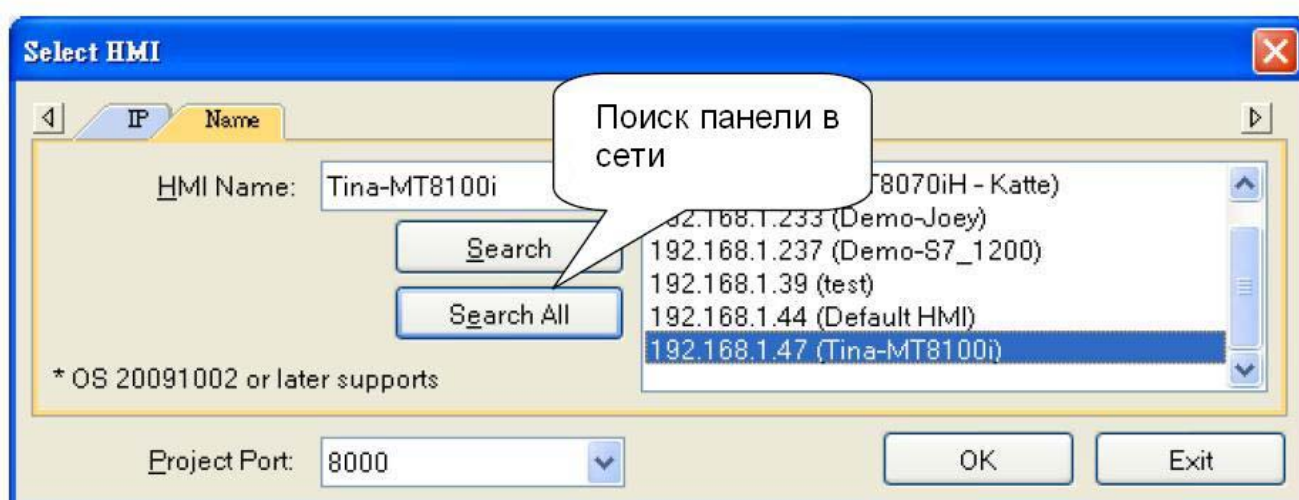 Select HMI
IP Name
Поиск панели в
сети
HMI Name: Tina-MT8100i
Search
Search All
* OS 20091002 or later supports
T8070iH - Katte)
192.168.1.233 (Demo-Joey)
192.168.1.237 (Demo-S7_1200)
192.168.1.39 (test)
192.168.1.44 (Default HMI)
192.168.1.47 (Tina-MT8100i)
Project Port: 8000
OK Exit